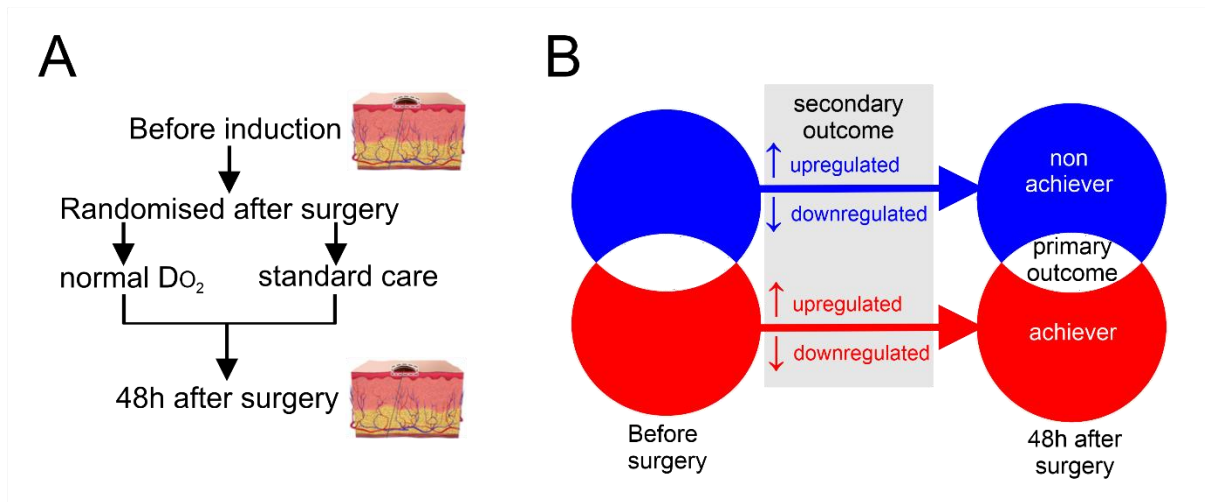 A
Before induction
Randomised after surgery
normal DO₂
standard care
48h after surgery
B
secondary
outcome
↑ upregulated
↓ downregulated
non
achiever
primary
outcome
↑ upregulated
↓ downregulated
achiever
Before
surgery
48h after
surgery